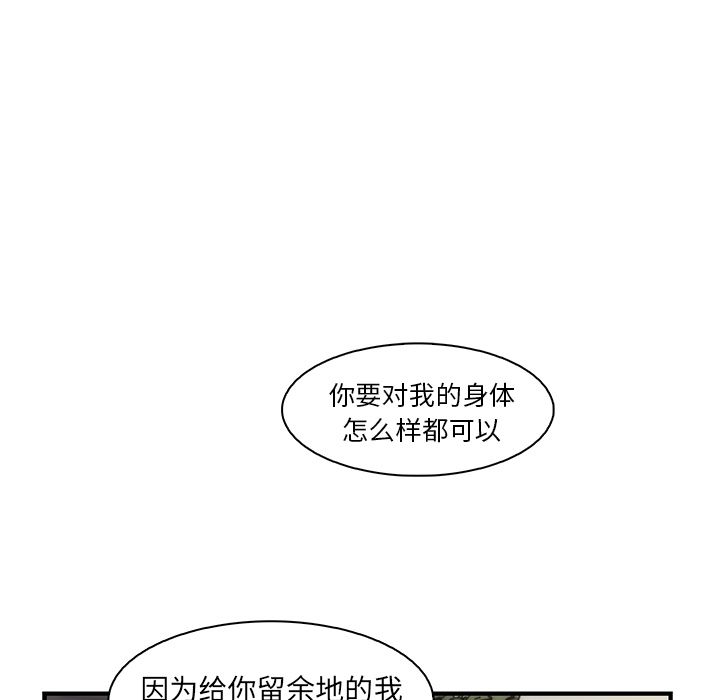 你要对我的身体
怎么样都可以
因为给你留余地的我